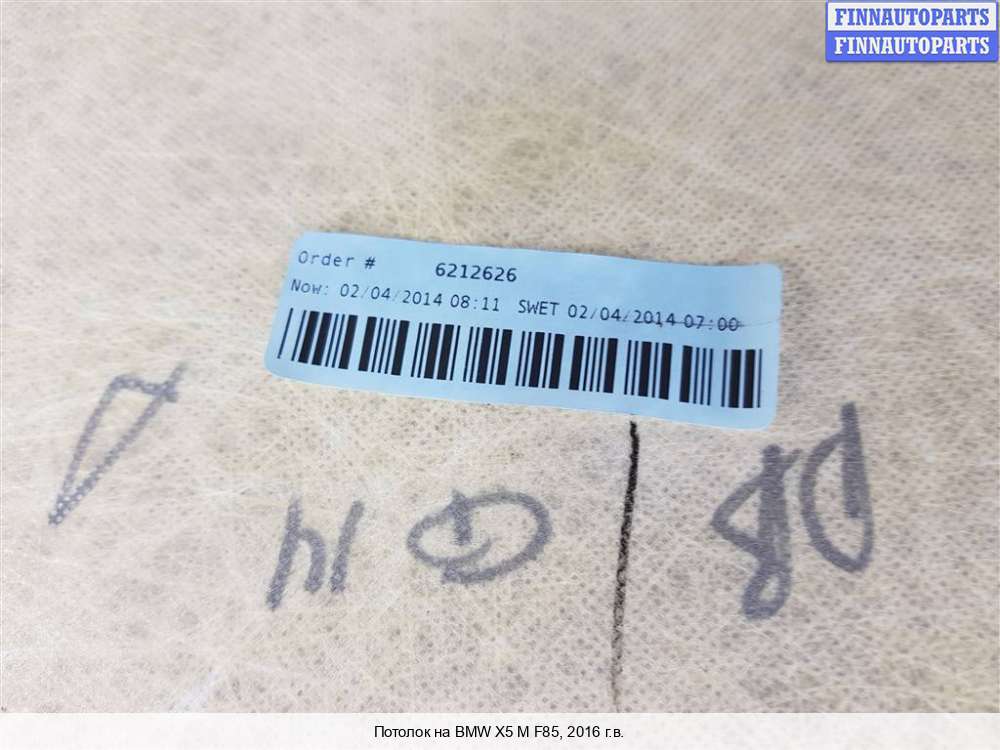 FINNAUTOPARTS
FINNAUTOPARTS
Order # 6212626
Now: 02/04/2014 08:11 SWET 02/04/2014 07:00
Потолок на BMW X5 M F85, 2016 г.в.